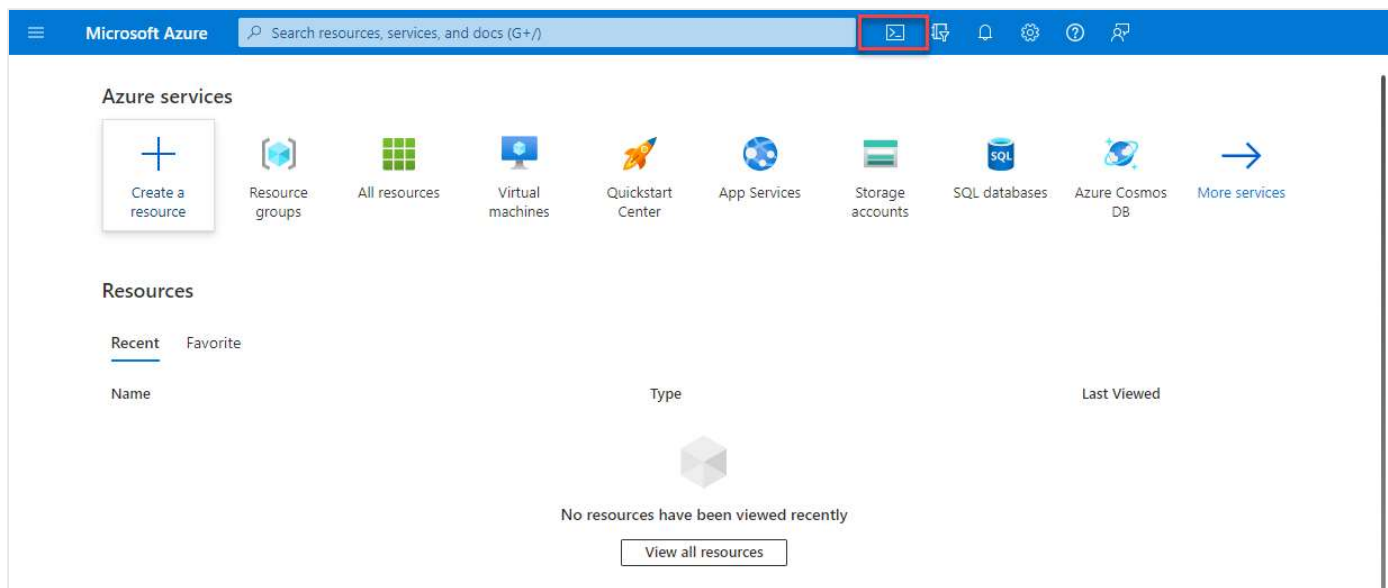 Microsoft Azure
Search resources, services, and docs (G+/)
Azure services
Create a
resource
Resource
groups
All resources
Virtual
machines
Quickstart
Center
App Services
Storage
accounts
SQL
SQL databases
Azure Cosmos
DB
More services
Resources
Recent Favorite
Name Type Last Viewed
No resources have been viewed recently
View all resources